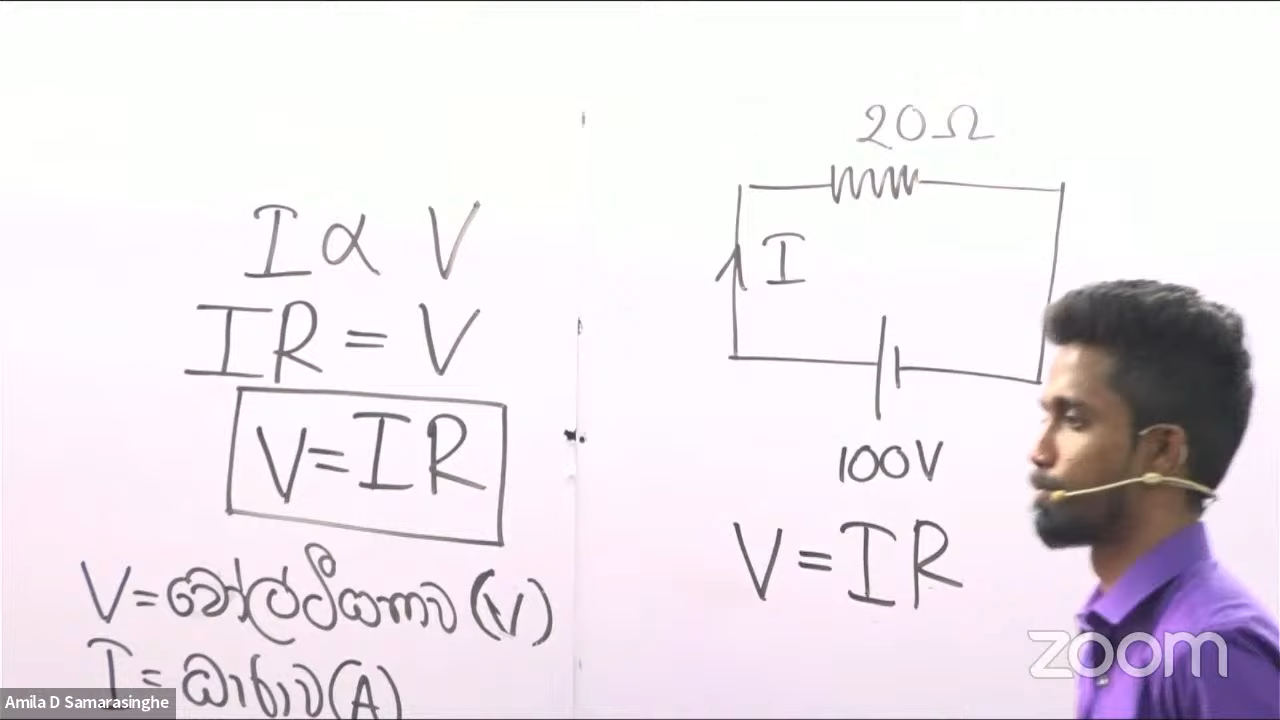 I ∝ V
IR = V
V = IR
V = වෝල්ටීයතාව (V)
I = ධාරාව (A)
20Ω
I
100V
V = IR
zoom
Amila D Samarasinghe